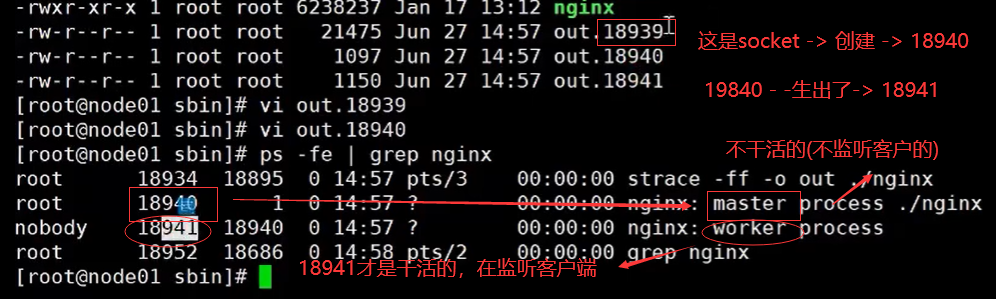 -rwxr-xr-x 1 root root 6238237 Jan 17 13:12 nginx
-rw-r--r-- 1 root root   21475 Jun 27 14:57 out.18939
这是socket -> 创建 -> 18940
-rw-r--r-- 1 root root    1097 Jun 27 14:57 out.18940
-rw-r--r-- 1 root root    1150 Jun 27 14:57 out.18941
19840 - -生出了-> 18941
[root@node01 sbin]# vi out.18939
[root@node01 sbin]# vi out.18940
[root@node01 sbin]# ps -fe | grep nginx
不干活的(不监听客户的)
root      18934  18895  0 14:57 pts/3    00:00:00 strace -ff -o out ./nginx
root      18940      1  0 14:57 ?        00:00:00 nginx: master process ./nginx
nobody    18941  18940  0 14:57 ?        00:00:00 nginx: worker process
root      18952  18686  0 14:58 pts/2    00:00:00 grep nginx
[root@node01 sbin]#
18941才是干活的，在监听客户端